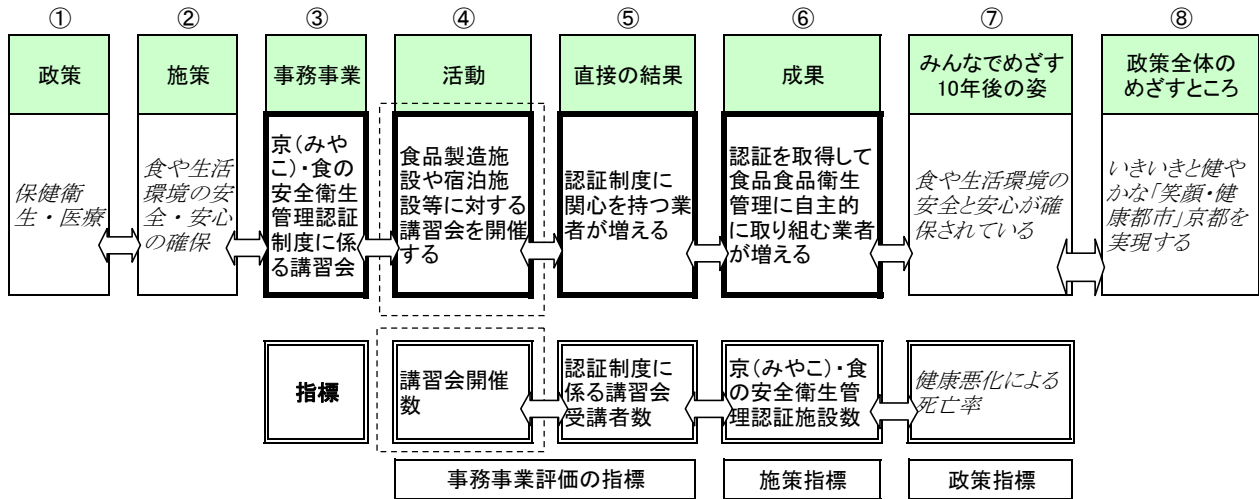 ①
②
③
④
⑤
⑥
⑦
⑧
政策
施策
事務事業
活動
直接の結果
成果
みんなでめざす
10年後の姿
政策全体の
めざすところ
保健衛
生・医療
食や生活
環境の安
全・安心
の確保
京(みや
こ)・食の
安全衛生
管理認証
制度に係
る講習会
食品製造施
設や宿泊施
設等に対する
講習会を開催
する
認証制度に
関心を持つ業
者が増える
認証を取得して
食品食品衛生
管理に自主的
に取り組む業者
が増える
食や生活環境の
安全と安心が確
保されている
いきいきと健や
かな「笑顔・健
康都市」京都を
実現する
指標
講習会開催
数
認証制度に
係る講習会
受講者数
京(みやこ)・食
の安全衛生管
理認証施設数
健康悪化による
死亡率
事務事業評価の指標
施策指標
政策指標